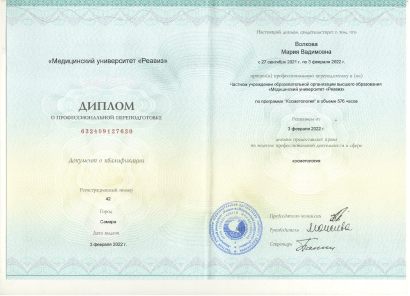 «Медицинский университет «Реавиз»
ДИПЛОМ
О ПРОФЕССИОНАЛЬНОЙ ПЕРЕПОДГОТОВКЕ
632409127630
Документ о квалификации
Регистрационный номер
42
Город
Самара
Дата выдачи
3 февраля 2022 г.
Настоящий диплом свидетельствует о том, что
Волкова
Мария Вадимовна
с 27 сентября 2021 г. по 3 февраля 2022 г.
прошёл(а) профессиональную переподготовку в (на)
Частном учреждении образовательной организации высшего образования
«Медицинский университет «Реавиз»
по программе "Косметология" в объеме 576 часов
Решением от
3 февраля 2022 г.
диплом предоставляет право
на ведение профессиональной деятельности в сфере
косметологии
Председатель комиссии
Руководитель
Секретарь